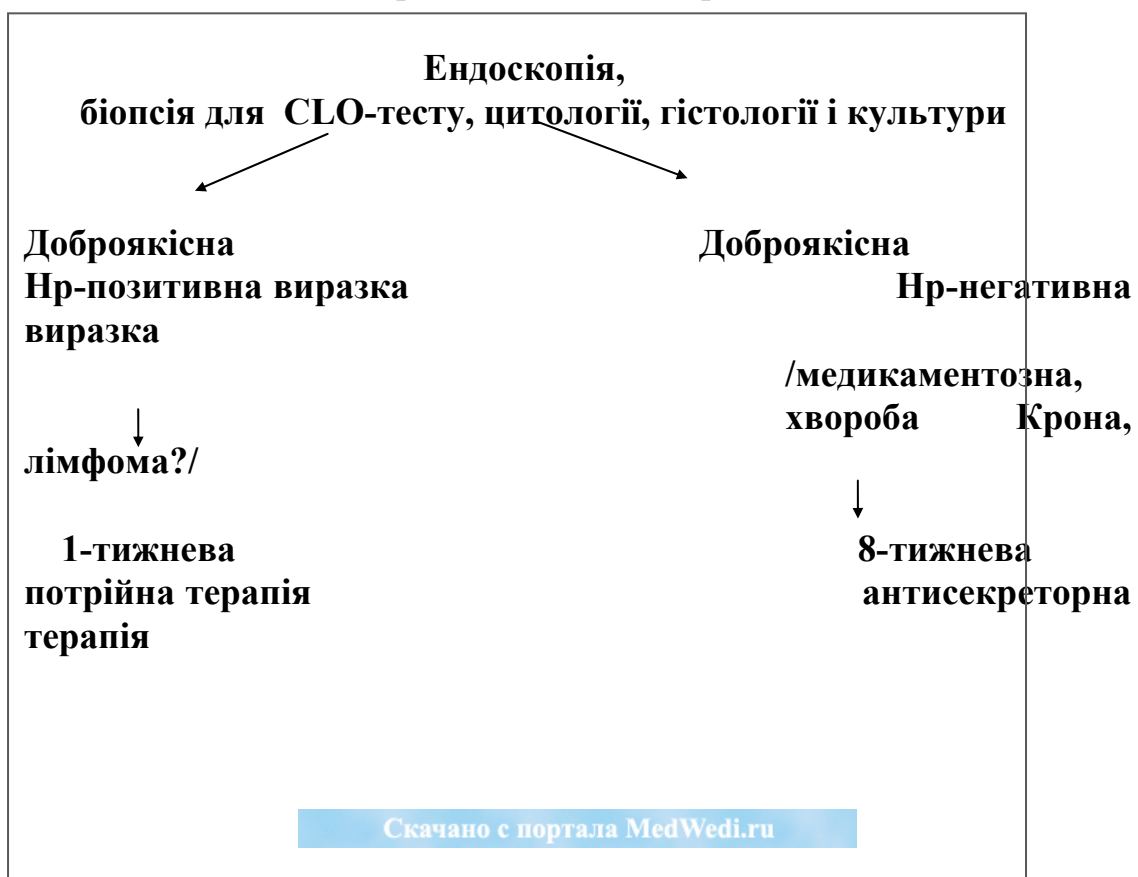 Ендоскопія,
біопсія для CLO-тесту, цитології, гістології і культури
Доброякісна Доброякісна
Нр-позитивна виразка Нр-негативна
виразка
/медикаментозна,
хвороба Крона,
лімфома?/
1-тижнева 8-тижнева
потрійна терапія антисекреторна
терапія
Скачано с портала MedWedi.ru